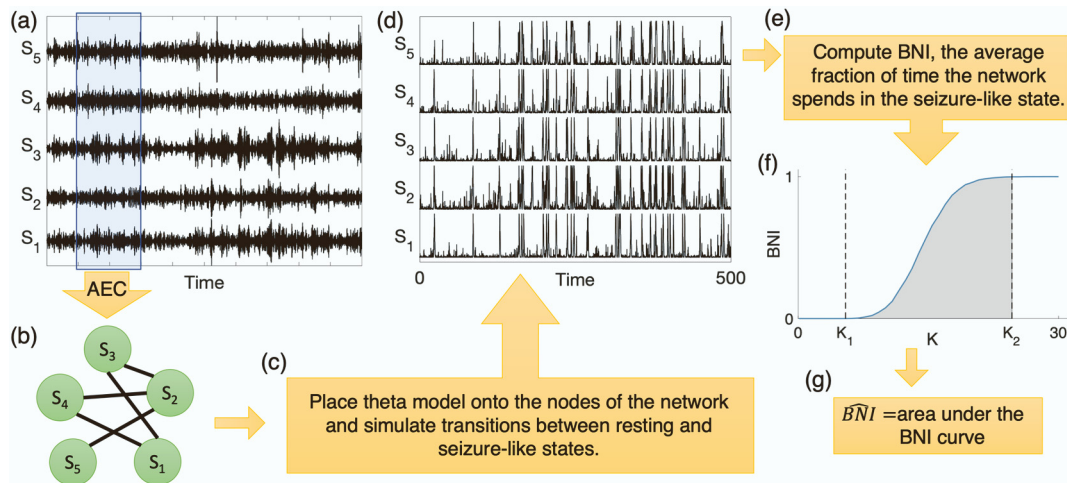 (a)
S5
S4
S3
S2
S1
Time
AEC
(b)
S3
S4
S2
S5
S1
(c)
Place theta model onto the nodes of the network
and simulate transitions between resting and
seizure-like states.
(d)
S5
S4
S3
S2
S1
0
Time
500
(e)
Compute BNI, the average
fraction of time the network
spends in the seizure-like state.
(f)
1
BNI
0
0
K1
K
K2
30
(g)
B̂N̂Î =area under the
BNI curve